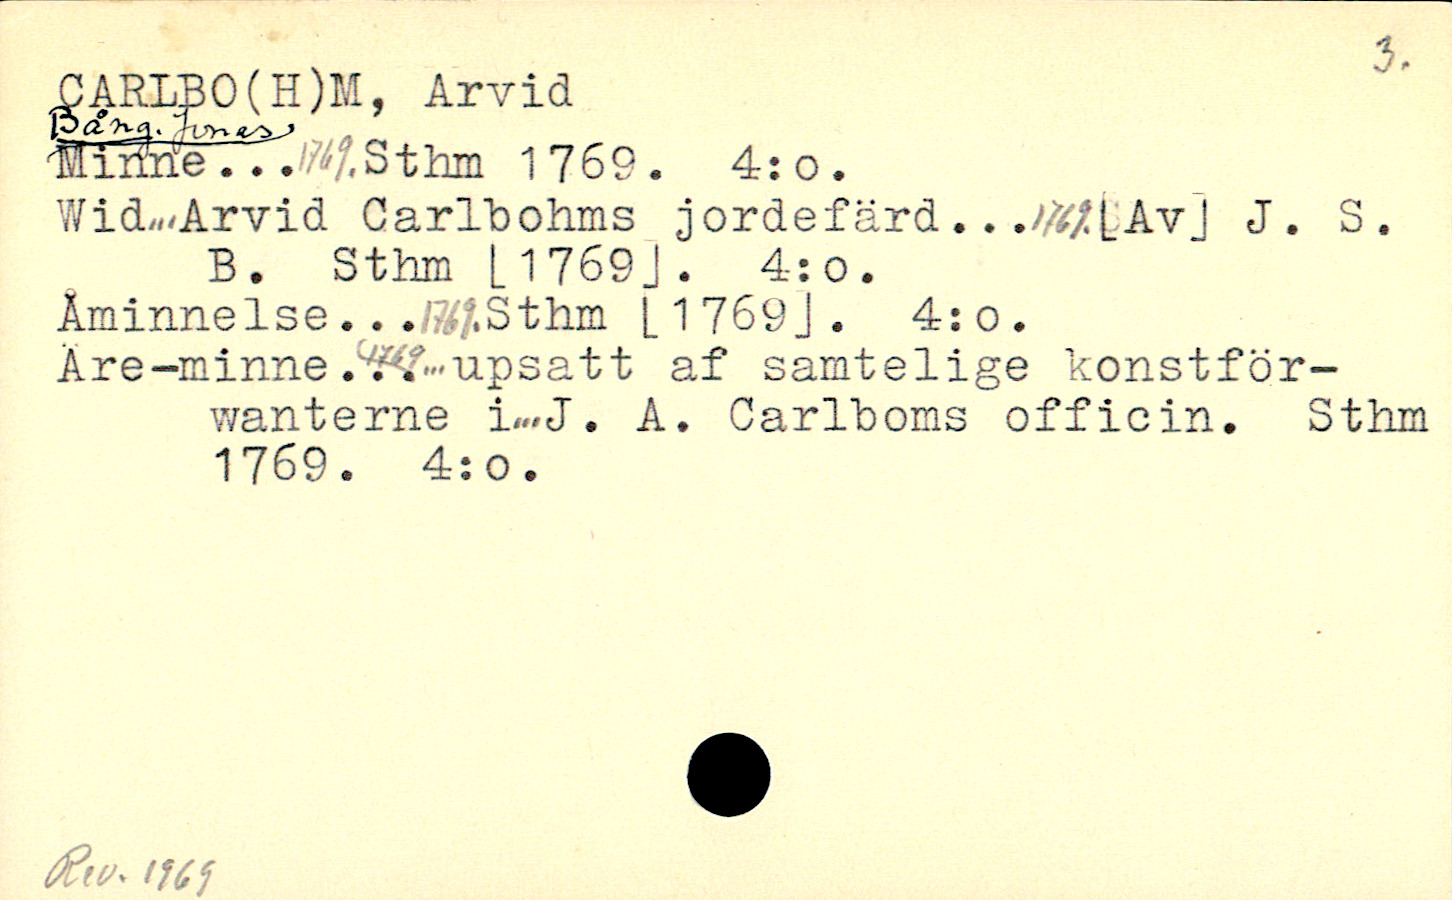 3.
CARLBO(H)M, Arvid
Bång. Jonas
Minne...1769.Sthm 1769. 4:o.
Wid...Arvid Carlbohms jordefärd...1769.[Av] J. S.
B. Sthm [1769]. 4:o.
Åminnelse...1769.Sthm [1769]. 4:o.
Äre-minne...1769...upsatt af samtelige konstför-
wanterne i...J. A. Carlboms officin. Sthm
1769. 4:o.
Rev. 1969